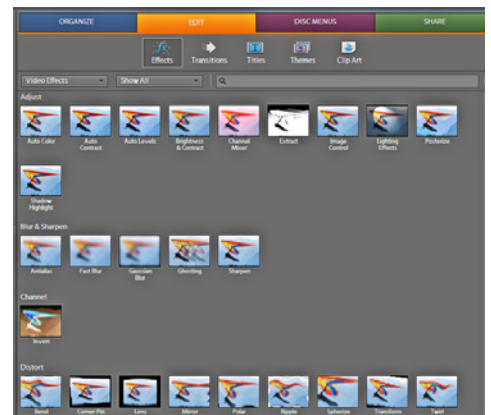 ORGANIZE EDIT DISC MENUS SHARE
Effects Transitions Titles Themes Clip Art
Video Effects Show All
Adjust
Auto Color Auto Contrast Auto Levels Brightness & Contrast Channel Mixer Extract Image Control Lighting Effects Posterize
Shadow Highlight
Blur & Sharpen
Antialias Fast Blur Gaussian Blur Ghosting Sharpen
Channel
Invert
Distort
Bend Corner Pin Lens Mirror Polar Ripple Spherize Transform Twirl